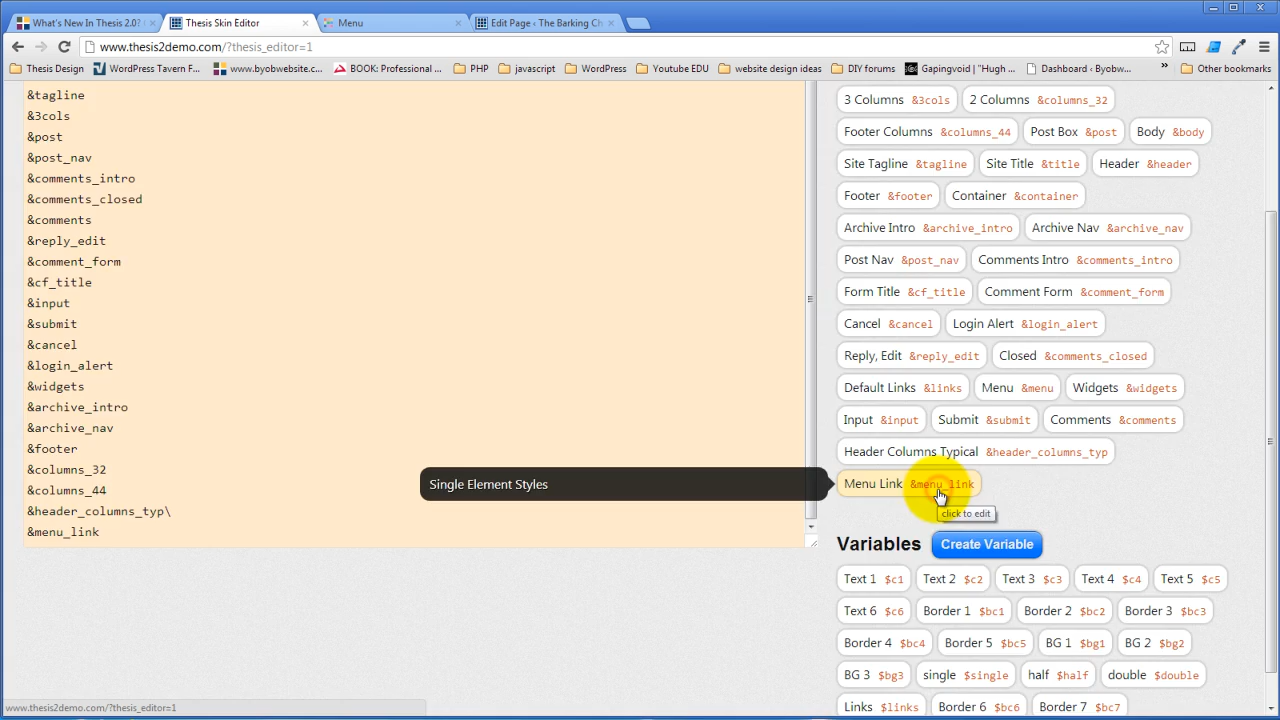 What's New In Thesis 2.0?
Thesis Skin Editor
Menu
Edit Page ‹ The Barking Ch
www.thesis2demo.com/?thesis_editor=1
Thesis Design
WordPress Tavern F...
www.byobwebsite.c...
BOOK: Professional ...
PHP
javascript
WordPress
Youtube EDU
website design ideas
DIY forums
Gapingvoid | "Hugh ...
Dashboard ‹ Byobw...
Other bookmarks
&tagline
&3cols
&post
&post_nav
&comments_intro
&comments_closed
&comments
&reply_edit
&comment_form
&cf_title
&input
&submit
&cancel
&login_alert
&widgets
&archive_intro
&archive_nav
&footer
&columns_32
&columns_44
&header_columns_typ\
&menu_link
3 Columns &3cols 2 Columns &columns_32
Footer Columns &columns_44 Post Box &post Body &body
Site Tagline &tagline Site Title &title Header &header
Footer &footer Container &container
Archive Intro &archive_intro Archive Nav &archive_nav
Post Nav &post_nav Comments Intro &comments_intro
Form Title &cf_title Comment Form &comment_form
Cancel &cancel Login Alert &login_alert
Reply, Edit &reply_edit Closed &comments_closed
Default Links &links Menu &menu Widgets &widgets
Input &input Submit &submit Comments &comments
Header Columns Typical &header_columns_typ
Single Element Styles
Menu Link &menu_link
click to edit
Variables Create Variable
Text 1 $c1 Text 2 $c2 Text 3 $c3 Text 4 $c4 Text 5 $c5
Text 6 $c6 Border 1 $bc1 Border 2 $bc2 Border 3 $bc3
Border 4 $bc4 Border 5 $bc5 BG 1 $bg1 BG 2 $bg2
BG 3 $bg3 single $single half $half double $double
Links $links Border 6 $bc6 Border 7 $bc7
www.thesis2demo.com/?thesis_editor=1